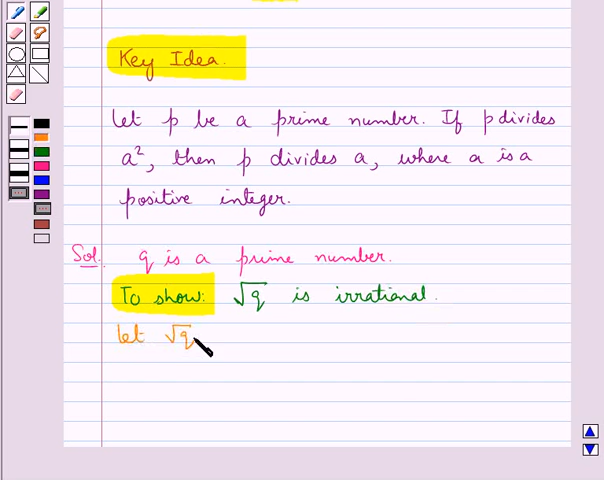 Key Idea.
Let p be a prime number. If p divides
a², then p divides a, where a is a
positive integer.
Sol. q is a prime number.
To show: √q is irrational.
let √q